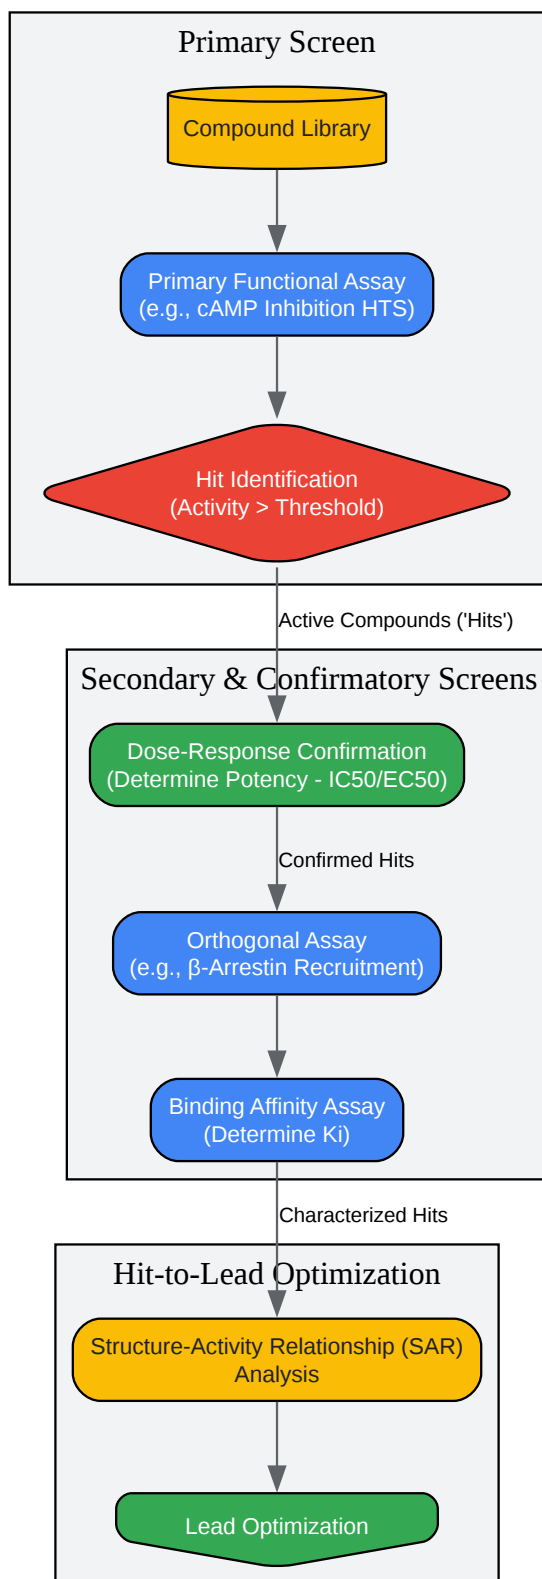 Primary Screen
Compound Library
Primary Functional Assay
(e.g., cAMP Inhibition HTS)
Hit Identification
(Activity > Threshold)
Active Compounds ('Hits')
Secondary & Confirmatory Screens
Dose-Response Confirmation
(Determine Potency - IC50/EC50)
Confirmed Hits
Orthogonal Assay
(e.g., β-Arrestin Recruitment)
Binding Affinity Assay
(Determine Ki)
Characterized Hits
Hit-to-Lead Optimization
Structure-Activity Relationship (SAR)
Analysis
Lead Optimization